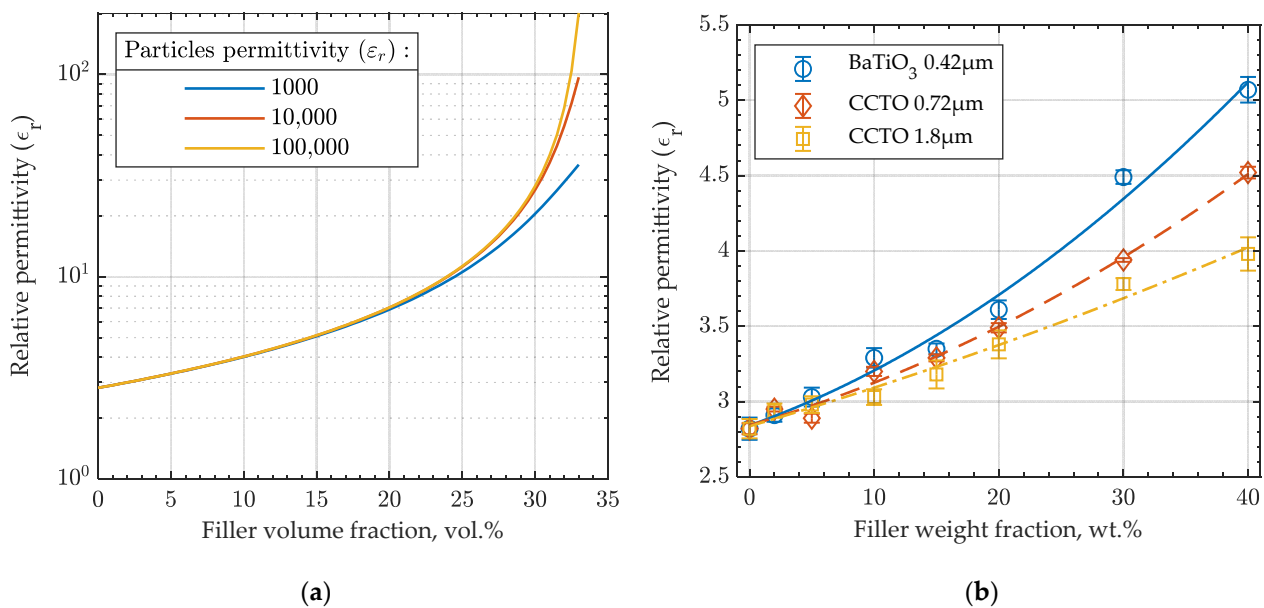 Relative permittivity (ϵr)
10²
10¹
10⁰
Particles permittivity (εr) :
1000
10,000
100,000
0 5 10 15 20 25 30 35
Filler volume fraction, vol.%
(a)
Relative permittivity (ϵr)
5.5
5
4.5
4
3.5
3
2.5
BaTiO₃ 0.42μm
CCTO 0.72μm
CCTO 1.8μm
0 10 20 30 40
Filler weight fraction, wt.%
(b)